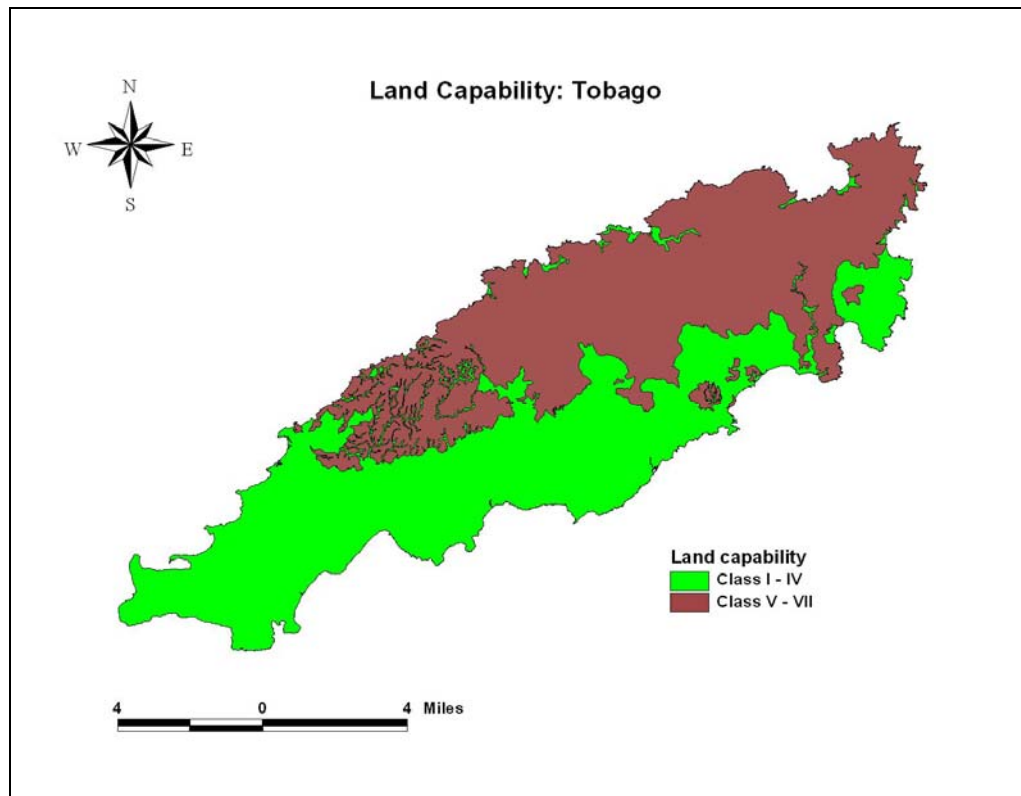 Land Capability: Tobago
N
W E
S
Land capability
Class I - IV
Class V - VII
4 0 4 Miles